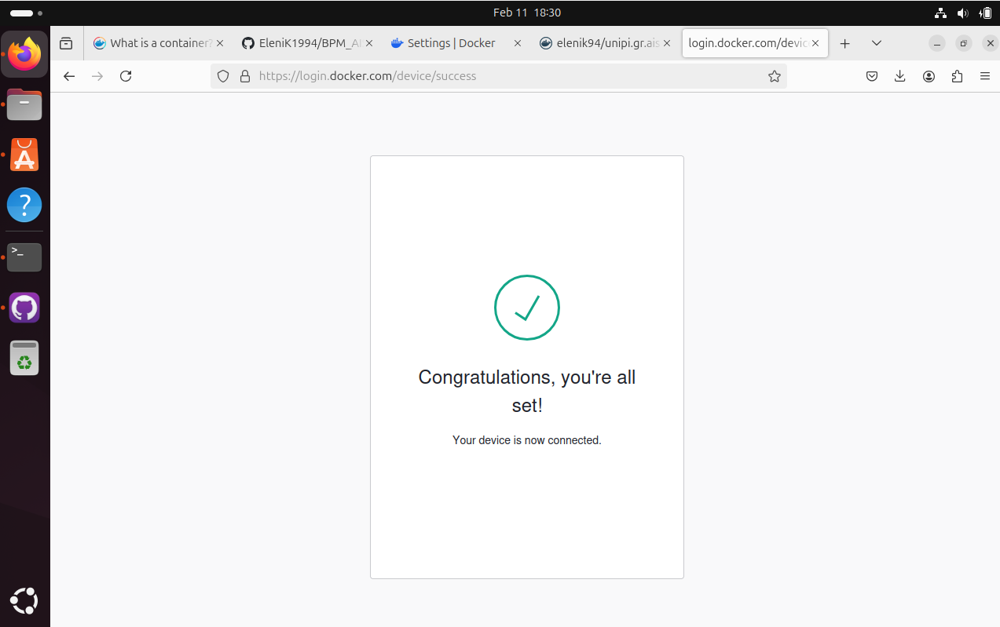 Feb 11 18:30
What is a container?
EleniK1994/BPM_A
Settings | Docker
elenik94/unipi.gr.ais
login.docker.com/devic
https://login.docker.com/device/success
>_
?
Congratulations, you're all
set!
Your device is now connected.